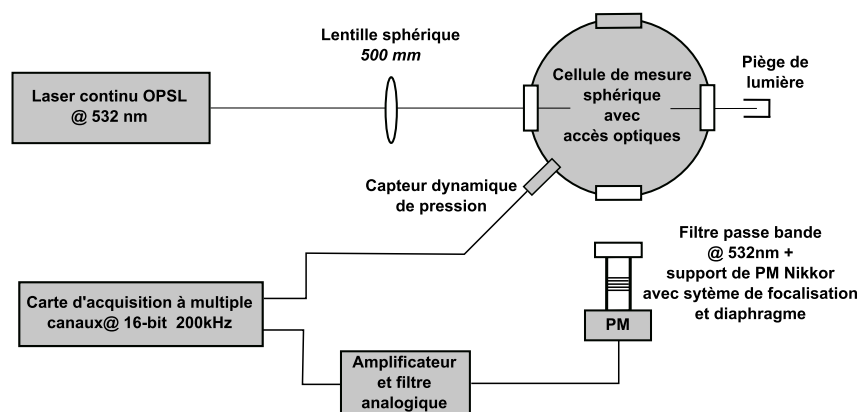 Lentille sphérique
500 mm
Laser continu OPSL
@ 532 nm
Cellule de mesure
sphérique
avec
accès optiques
Piège de
lumière
Capteur dynamique
de pression
Filtre passe bande
@ 532nm +
support de PM Nikkor
avec sytème de focalisation
et diaphragme
Carte d'acquisition à multiple
canaux@ 16-bit 200kHz
PM
Amplificateur
et filtre
analogique